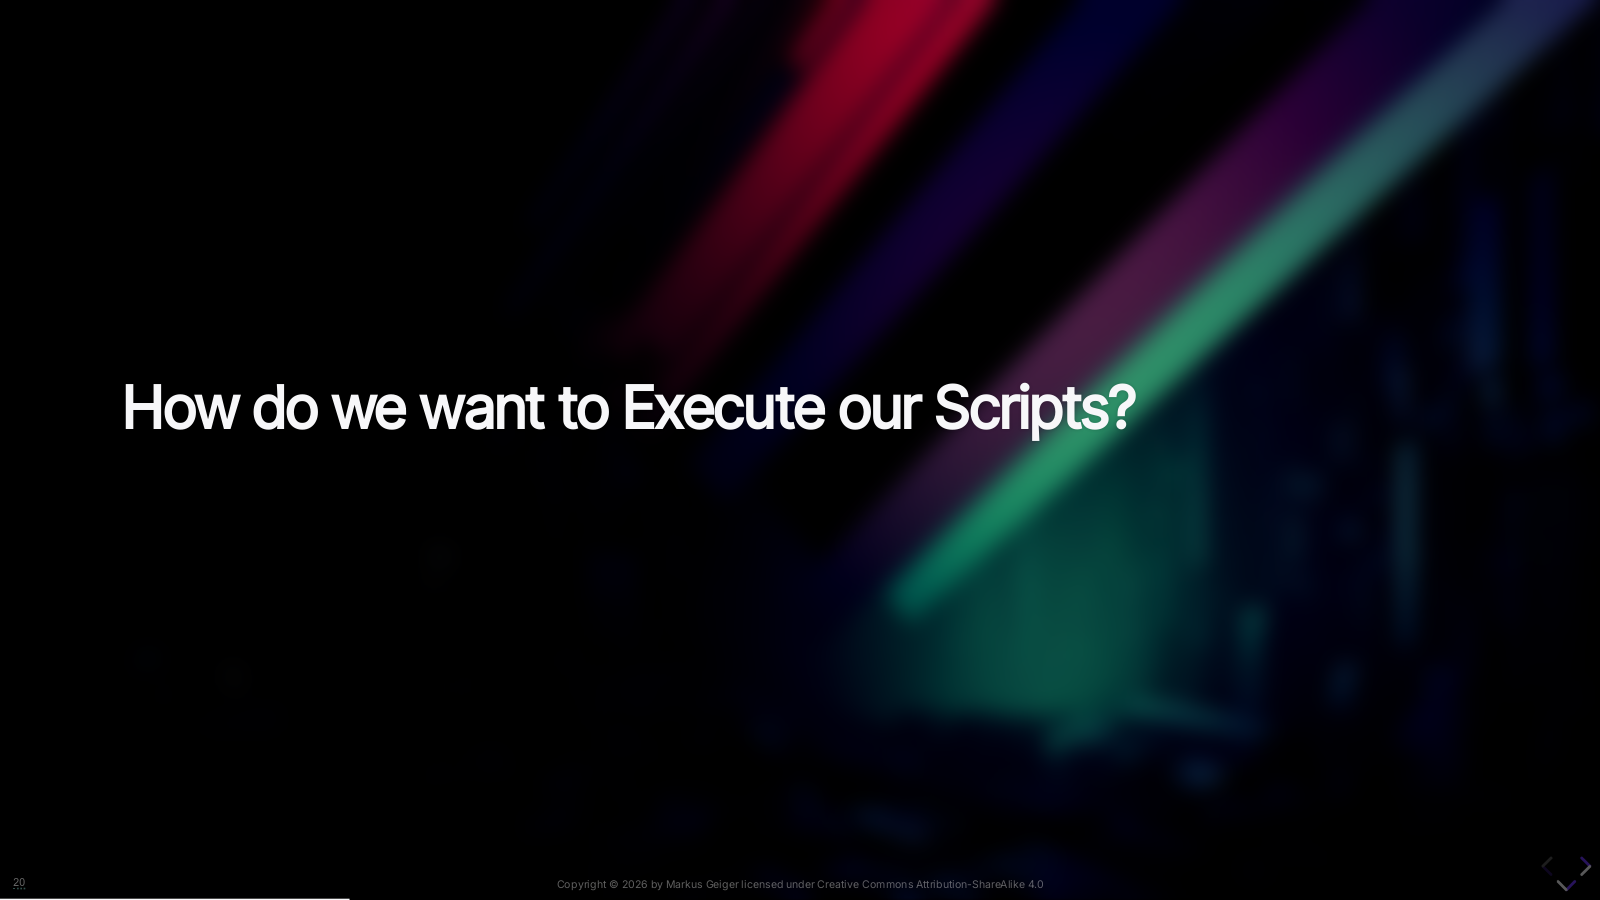 How do we want to Execute our Scripts?
20
Copyright © 2026 by Markus Geiger licensed under Creative Commons Attribution-ShareAlike 4.0